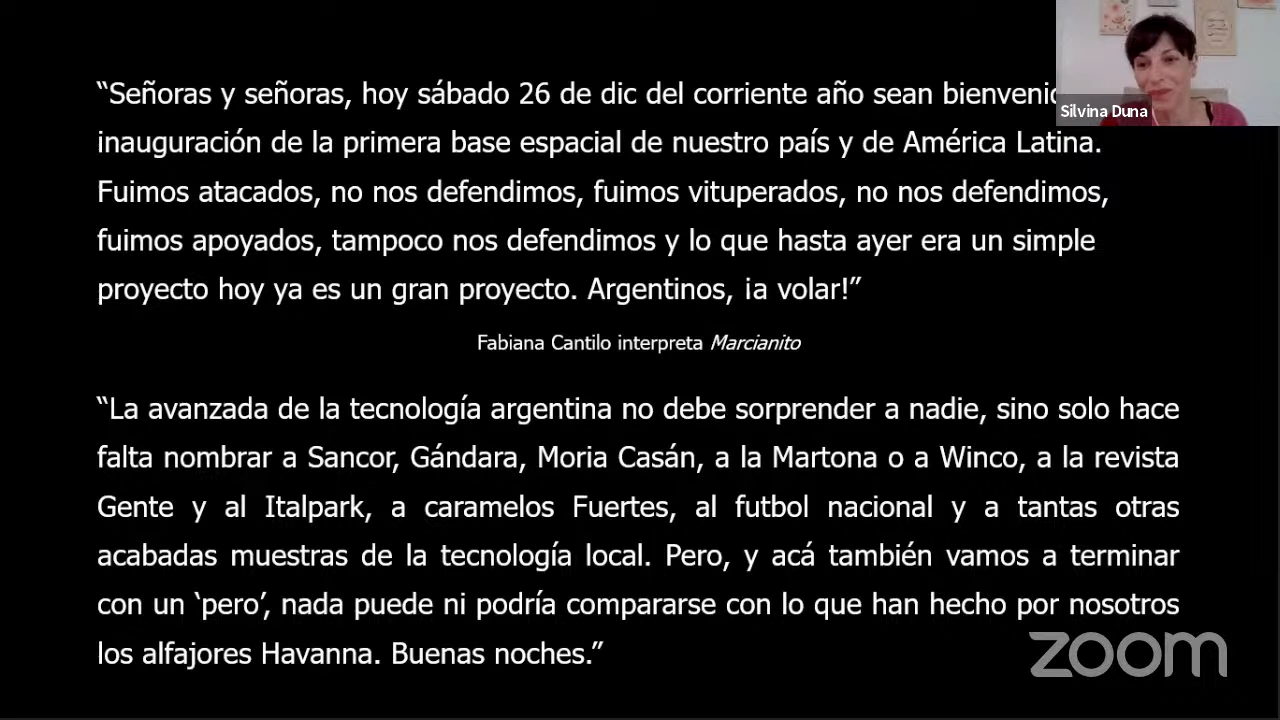 “Señoras y señoras, hoy sábado 26 de dic del corriente año sean
inauguración de la primera base espacial de nuestro país y de América Latina.
Fuimos atacados, no nos defendimos, fuimos vituperados, no nos defendimos,
fuimos apoyados, tampoco nos defendimos y lo que hasta ayer era un simple
proyecto hoy ya es un gran proyecto. Argentinos, ¡a volar!”
Fabiana Cantilo interpreta Marcianito
“La avanzada de la tecnología argentina no debe sorprender a nadie, sino solo hace
falta nombrar a Sancor, Gándara, Moria Casán, a la Martona o a Winco, a la revista
Gente y al Italpark, a caramelos Fuertes, al futbol nacional y a tantas otras
acabadas muestras de la tecnología local. Pero, y acá también vamos a terminar
con un ‘pero’, nada puede ni podría compararse con lo que han hecho por nosotros
los alfajores Havanna. Buenas noches.”
Silvina Duna
zoom